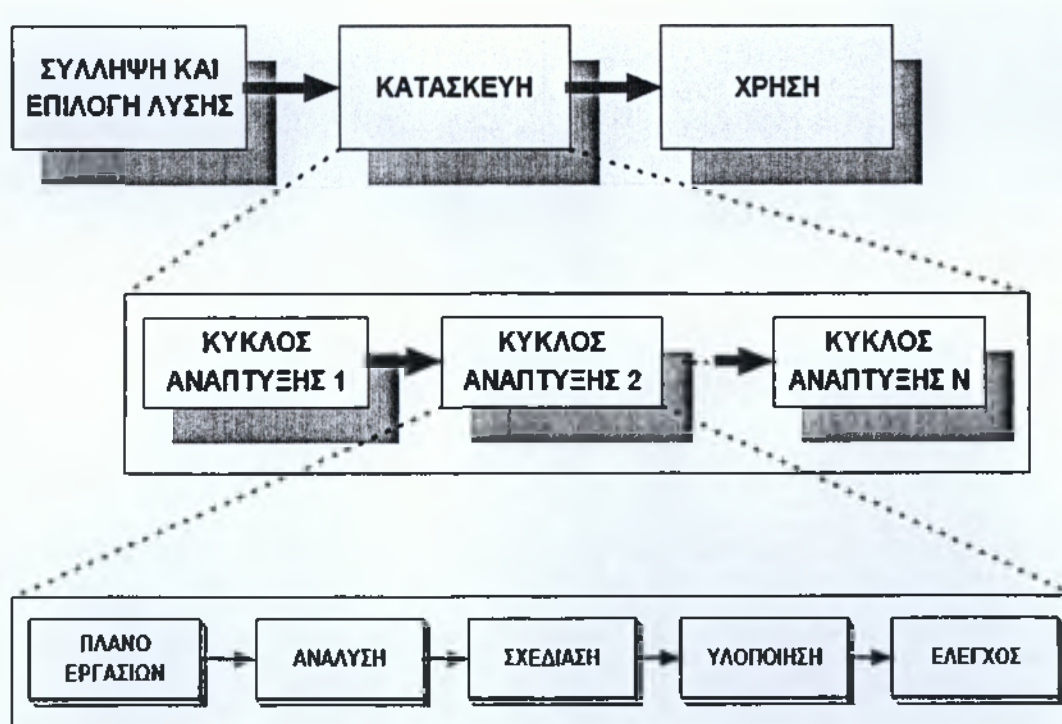 ΣΥΛΛΗΨΗ ΚΑΙ
ΕΠΙΛΟΓΗ ΛΥΣΗΣ
ΚΑΤΑΣΚΕΥΗ
ΧΡΗΣΗ
ΚΥΚΛΟΣ
ΑΝΑΠΤΥΞΗΣ 1
ΚΥΚΛΟΣ
ΑΝΑΠΤΥΞΗΣ 2
ΚΥΚΛΟΣ
ΑΝΑΠΤΥΞΗΣ Ν
ΠΛΑΝΟ
ΕΡΓΑΣΙΩΝ
ΑΝΑΛΥΣΗ
ΣΧΕΔΙΑΣΗ
ΥΛΟΠΟΙΗΣΗ
ΕΛΕΓΧΟΣ